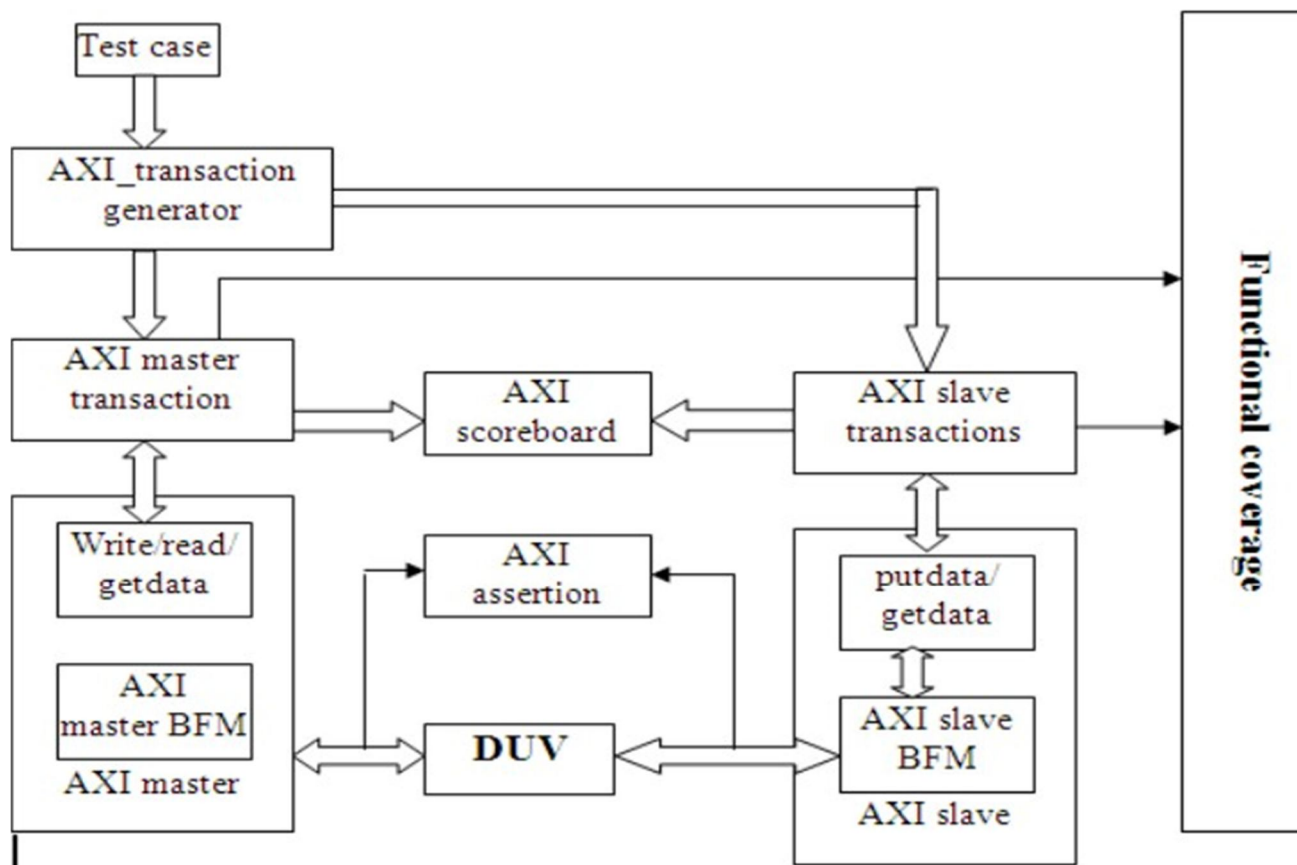 Test case
AXI_transaction
generator
AXI master
transaction
AXI
scoreboard
AXI slave
transactions
Write/read/
getdata
AXI
assertion
putdata/
getdata
AXI
master BFM
AXI master
DUV
AXI slave
BFM
AXI slave
Functional coverage